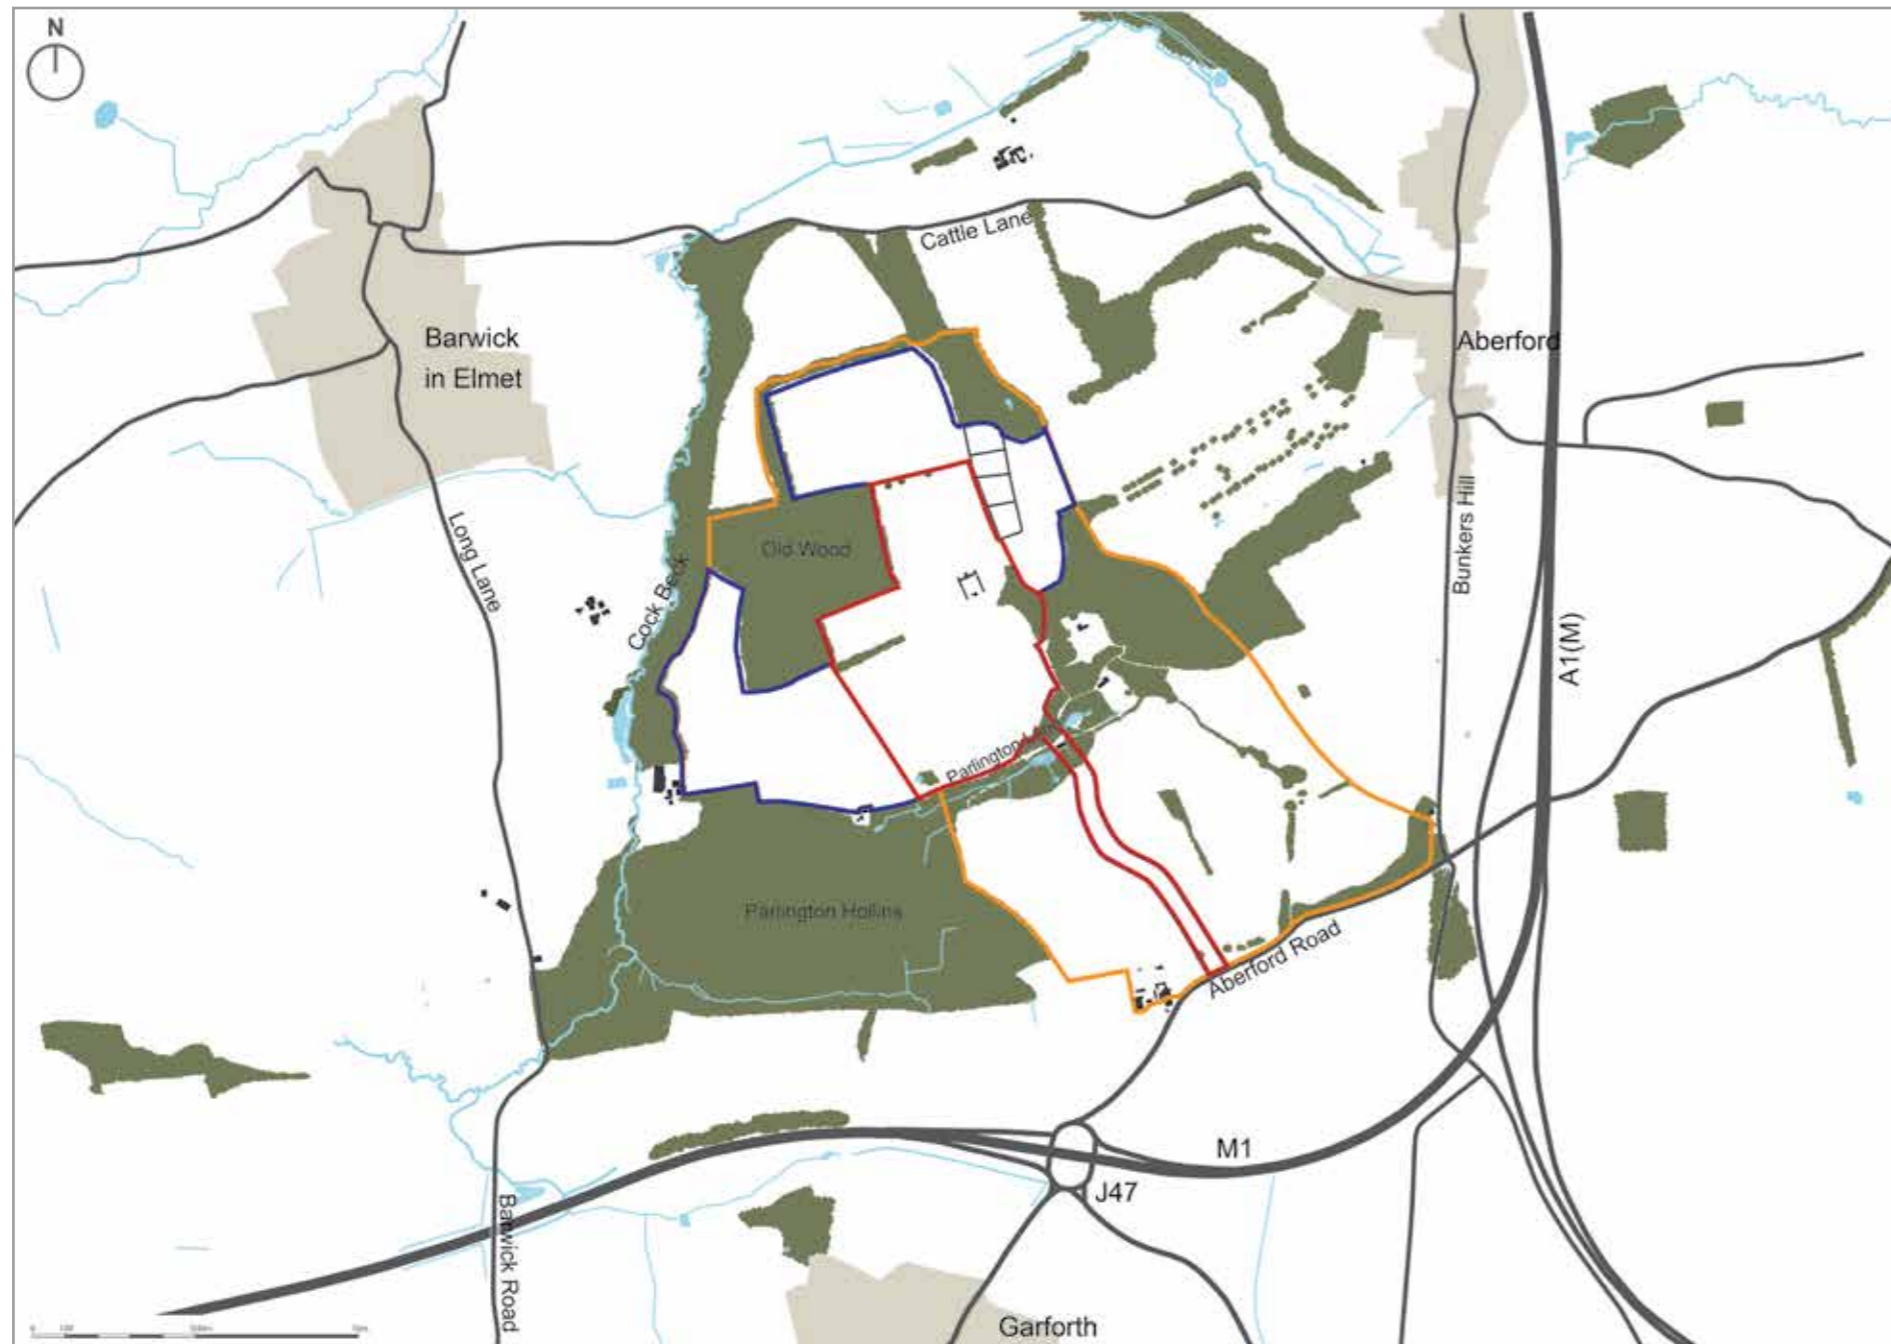 N
Cattle Lane
Barwick
in Elmet
Aberford
Long Lane
Old Wood
Cock Beck
Bunkers Hill
A1(M)
Parlington
Parlington Hollins
Aberford Road
M1
J47
Barwick Road
Garforth